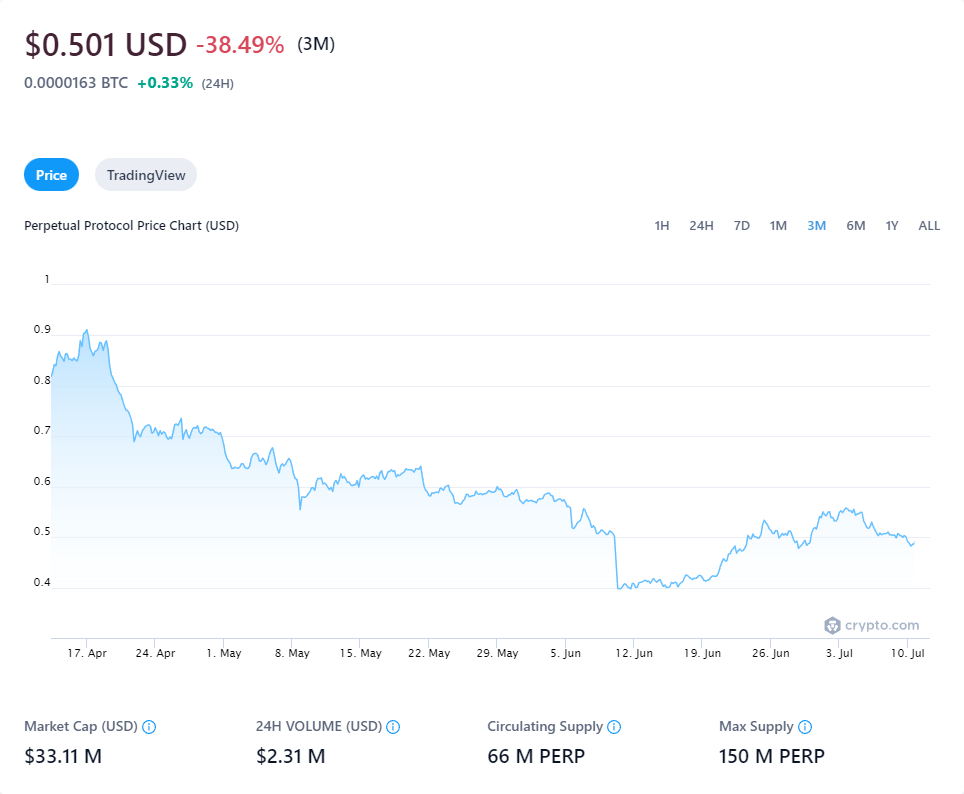 $0.501 USD -38.49% (3M)
0.0000163 BTC +0.33% (24H)
Price TradingView
Perpetual Protocol Price Chart (USD) 1H 24H 7D 1M 3M 6M 1Y ALL
1
0.9
0.8
0.7
0.6
0.5
0.4
crypto.com
17. Apr 24. Apr 1. May 8. May 15. May 22. May 29. May 5. Jun 12. Jun 19. Jun 26. Jun 3. Jul 10. Jul
Market Cap (USD) 24H VOLUME (USD) Circulating Supply Max Supply
$33.11 M $2.31 M 66 M PERP 150 M PERP